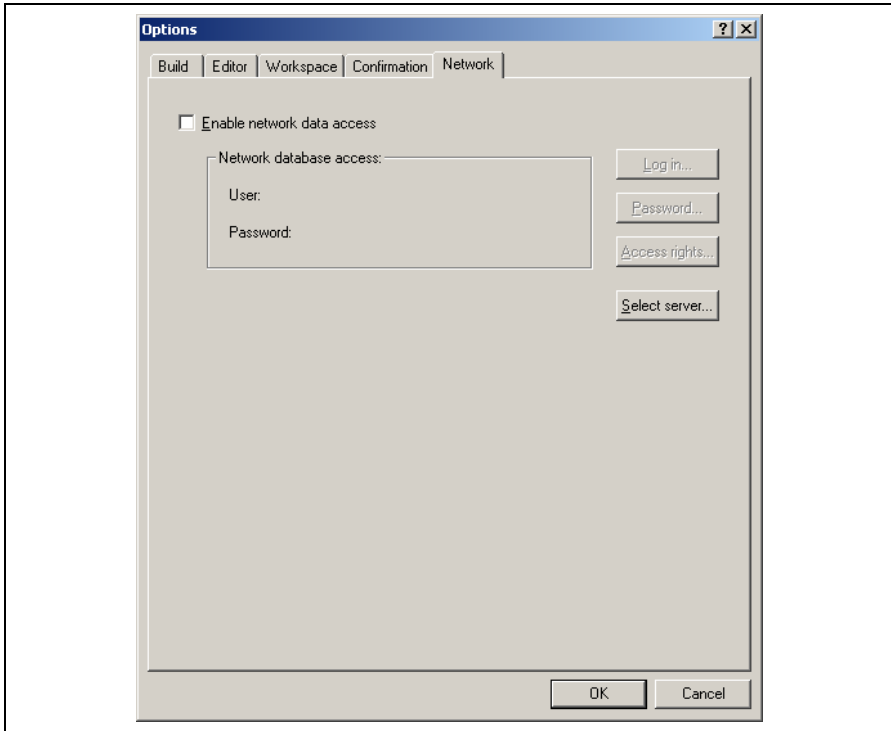 Options
Build Editor Workspace Confirmation Network
Enable network data access
Network database access:
Log in...
User:
Password...
Password:
Access rights...
Select server...
OK Cancel